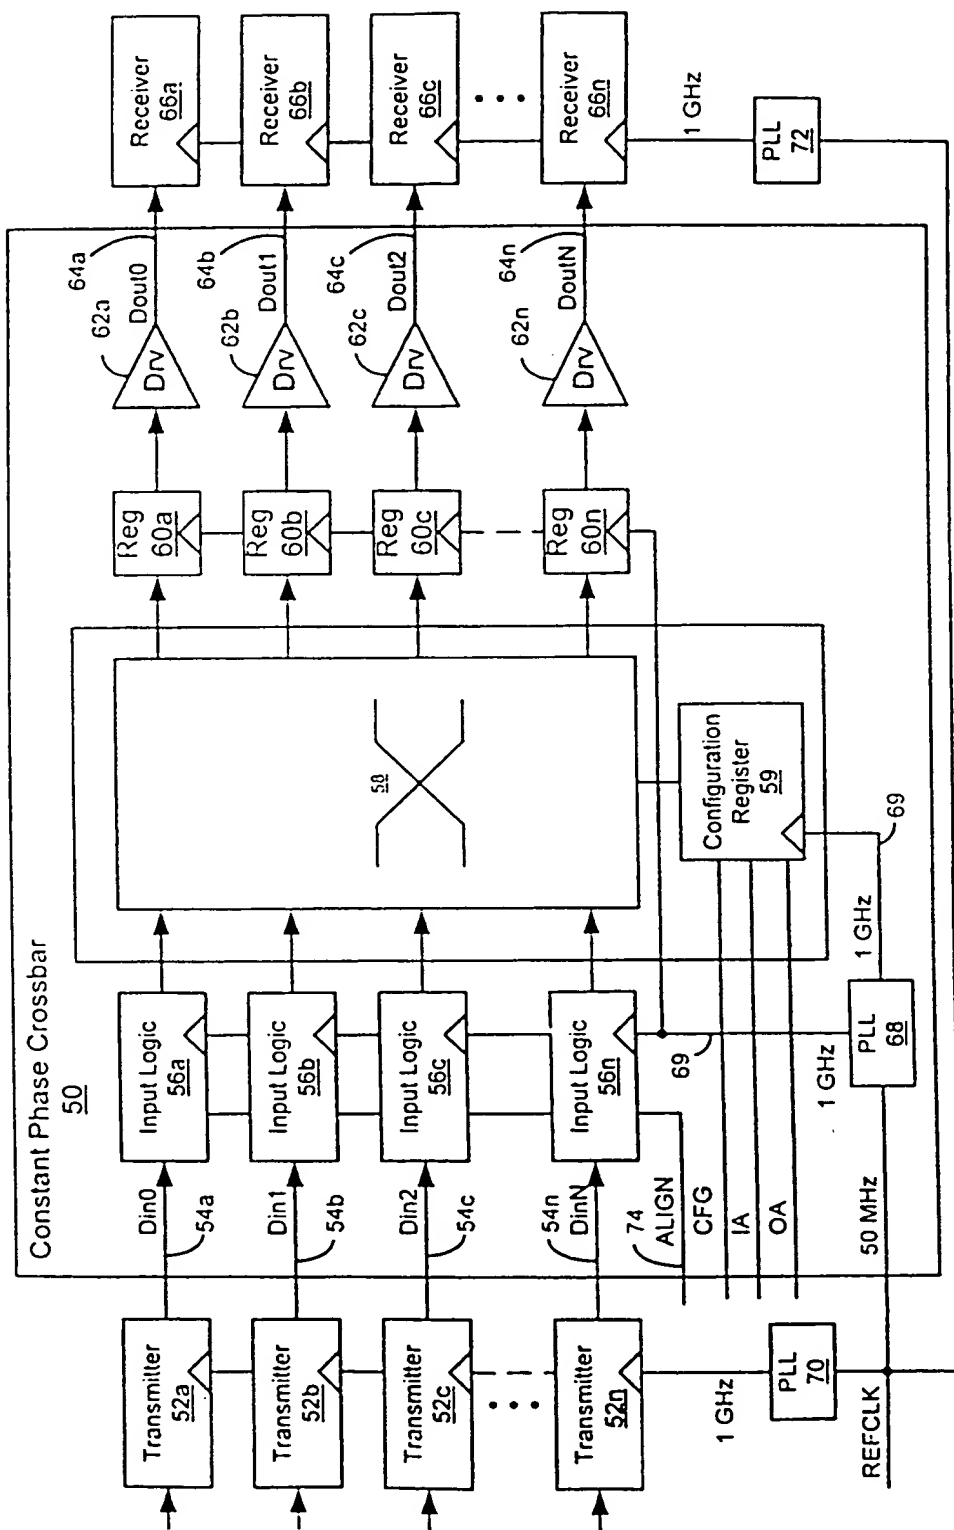 Constant Phase Crossbar
50
Transmitter
52a
Din0
54a
Input Logic
56a
Reg
60a
62a
Drv
Dout0
64a
Receiver
66a
Transmitter
52b
Din1
54b
Input Logic
56b
Reg
60b
62b
Drv
Dout1
64b
Receiver
66b
Transmitter
52c
Din2
54c
Input Logic
56c
58
Reg
60c
62c
Drv
Dout2
64c
Receiver
66c
Transmitter
52n
54n
DinN
Input Logic
56n
Reg
60n
62n
Drv
DoutN
64n
Receiver
66n
74
ALIGN
CFG
IA
OA
69
Configuration
Register
59
69
1 GHz
PLL
70
1 GHz
PLL
68
1 GHz
1 GHz
PLL
72
REFCLK
50 MHz